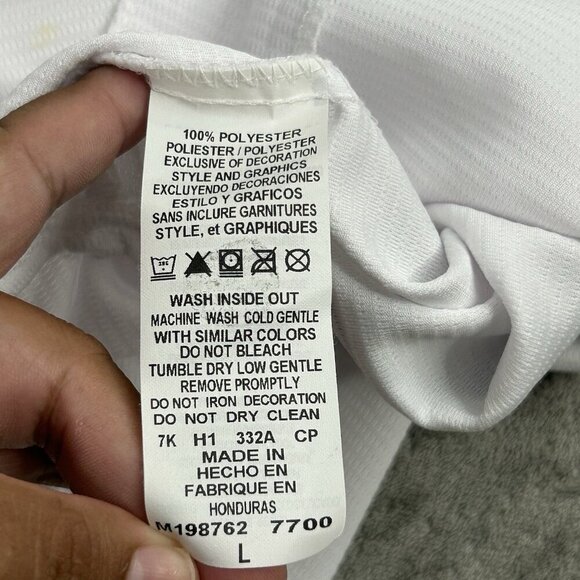 100% POLYESTER
POLIESTER / POLYESTER
EXCLUSIVE OF DECORATION
STYLE AND GRAPHICS
EXCLUYENDO DECORACIONES
ESTILO Y GRAFICOS
SANS INCLURE GARNITURES
STYLE, et GRAPHIQUES
WASH INSIDE OUT
MACHINE WASH COLD GENTLE
WITH SIMILAR COLORS
DO NOT BLEACH
TUMBLE DRY LOW GENTLE
REMOVE PROMPTLY
DO NOT IRON DECORATION
DO NOT DRY CLEAN
7K H1 332A CP
MADE IN
HECHO EN
FABRIQUE EN
HONDURAS
M198762 7700
L